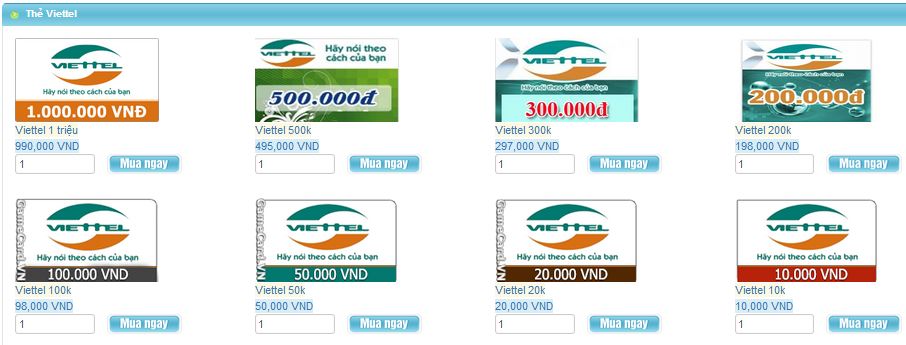 Thẻ Viettel
VIETTEL
Hãy nói theo cách của bạn
1.000.000 VNĐ
Viettel 1 triệu
990,000 VND
1
Mua ngay
VIETTEL
Hãy nói theo
cách của bạn
500.000đ
Viettel 500k
495,000 VND
1
Mua ngay
VIETTEL
Hãy nói theo cách của bạn
300.000đ
Viettel 300k
297,000 VND
1
Mua ngay
VIETTEL
Hãy nói theo cách của bạn
200.000đ
Viettel 200k
198,000 VND
1
Mua ngay
GameCard.VN
VIETTEL
Hãy nói theo cách của bạn
100.000 VND
Viettel 100k
98,000 VND
1
Mua ngay
GameCard.VN
VIETTEL
Hãy nói theo cách của bạn
50.000 VND
Viettel 50k
50,000 VND
1
Mua ngay
GameCard.VN
VIETTEL
Hãy nói theo cách của bạn
20.000 VND
Viettel 20k
20,000 VND
1
Mua ngay
VIETTEL
Hãy nói theo cách của bạn
10.000 VND
Viettel 10k
10,000 VND
1
Mua ngay